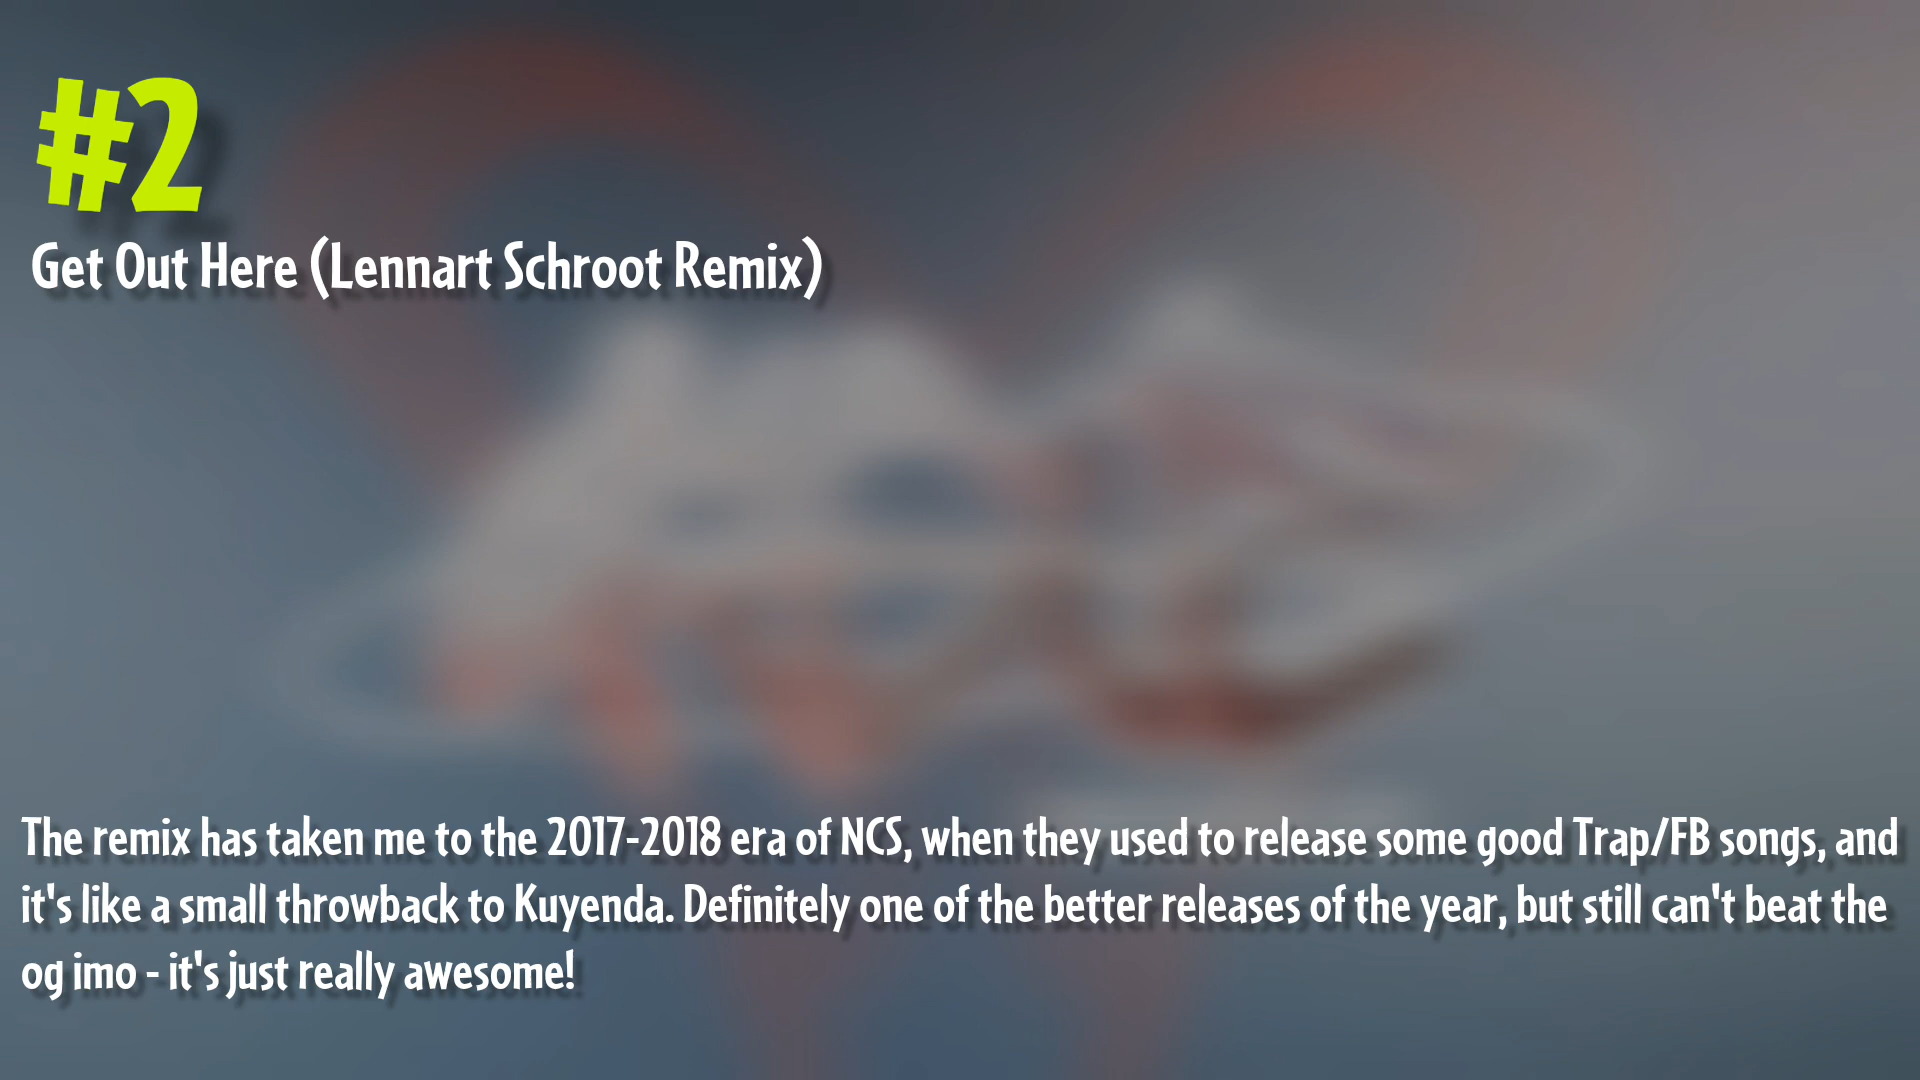 #2
Get Out Here (Lennart Schroot Remix)
The remix has taken me to the 2017-2018 era of NCS, when they used to release some good Trap/FB songs, and
it's like a small throwback to Kuyenda. Definitely one of the better releases of the year, but still can't beat the
og imo - it's just really awesome!